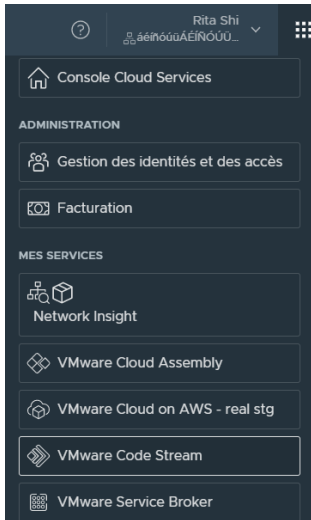 Rita Shi
áéíñóúüÁÉÍÑÓÚÜ...
Console Cloud Services
ADMINISTRATION
Gestion des identités et des accès
Facturation
MES SERVICES
Network Insight
VMware Cloud Assembly
VMware Cloud on AWS - real stg
VMware Code Stream
VMware Service Broker